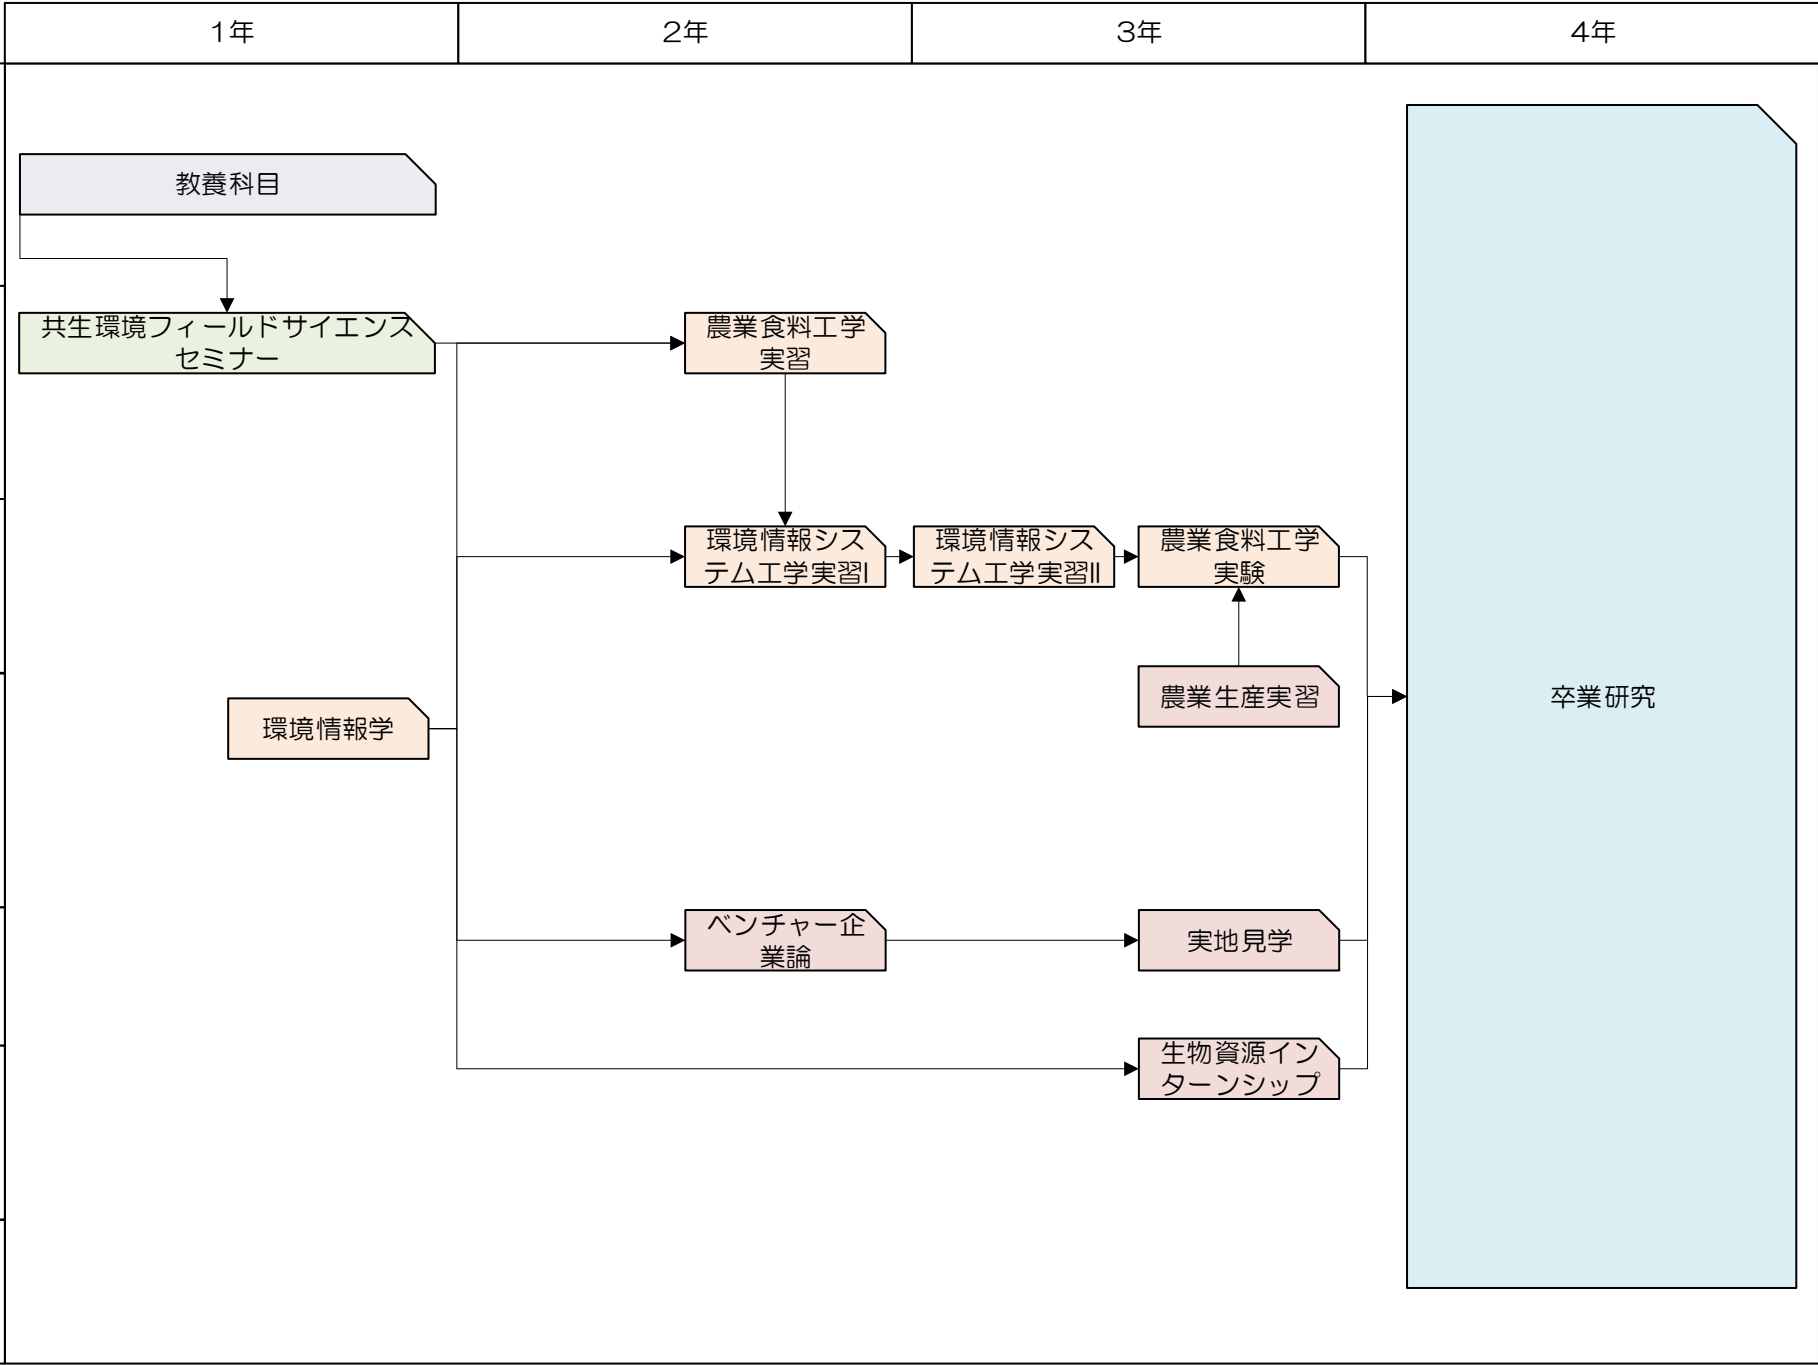 1年
2年
3年
4年
教養科目
共生環境フィールドサイエンス
セミナー
農業食料工学
実習
環境情報シス
テム工学実習I
環境情報シス
テム工学実習II
農業食料工学
実験
農業生産実習
卒業研究
環境情報学
ベンチャー企
業論
実地見学
生物資源イン
ターンシップ